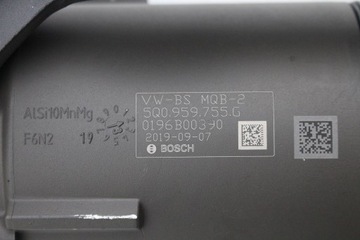 VW-BS MQB-2
5Q0.959.755.G
0196B00390
2019-09-07
BOSCH
AlSi10MnMg
F6N2 19